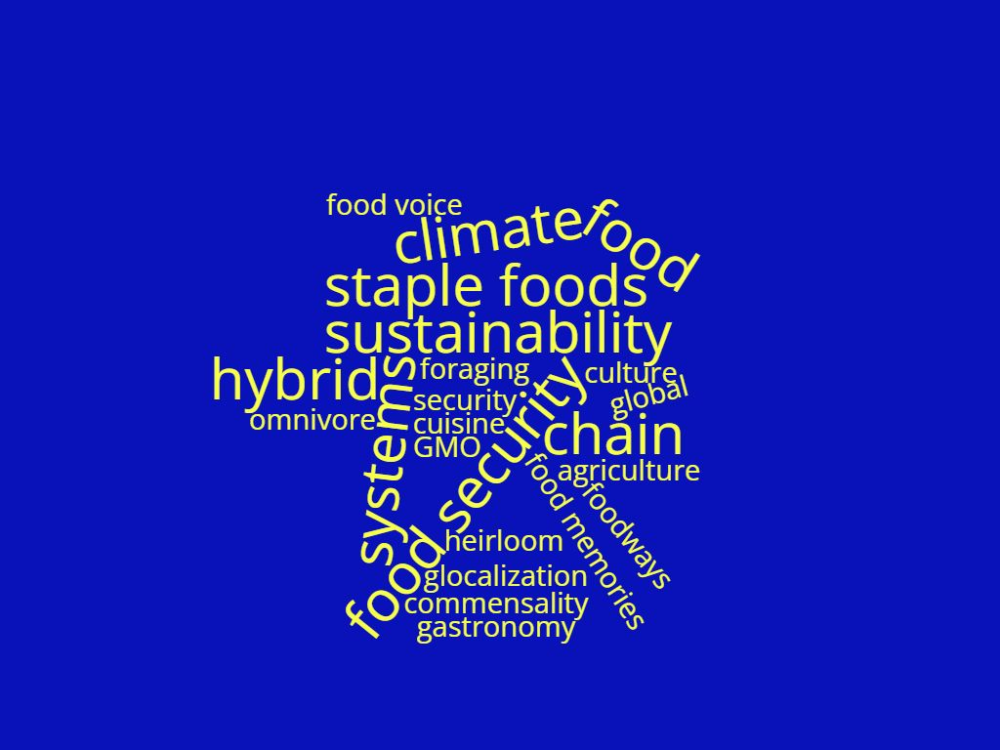 food voice
climate
food
staple foods
sustainability
hybrid
systems
foraging
food security
culture
security
global
omnivore
cuisine
chain
GMO
agriculture
food memories
foodways
heirloom
glocalization
commensality
gastronomy